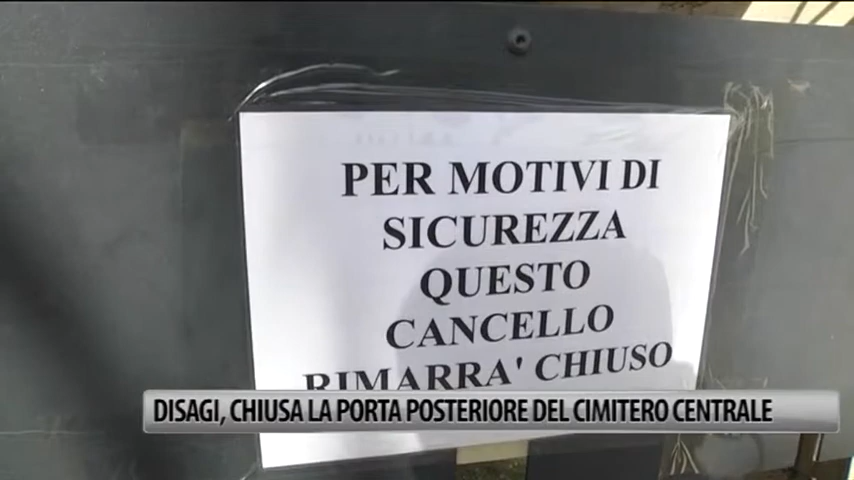 PER MOTIVI DI
SICUREZZA
QUESTO
CANCELLO
RIMARRA' CHIUSO
DISAGI, CHIUSA LA PORTA POSTERIORE DEL CIMITERO CENTRALE